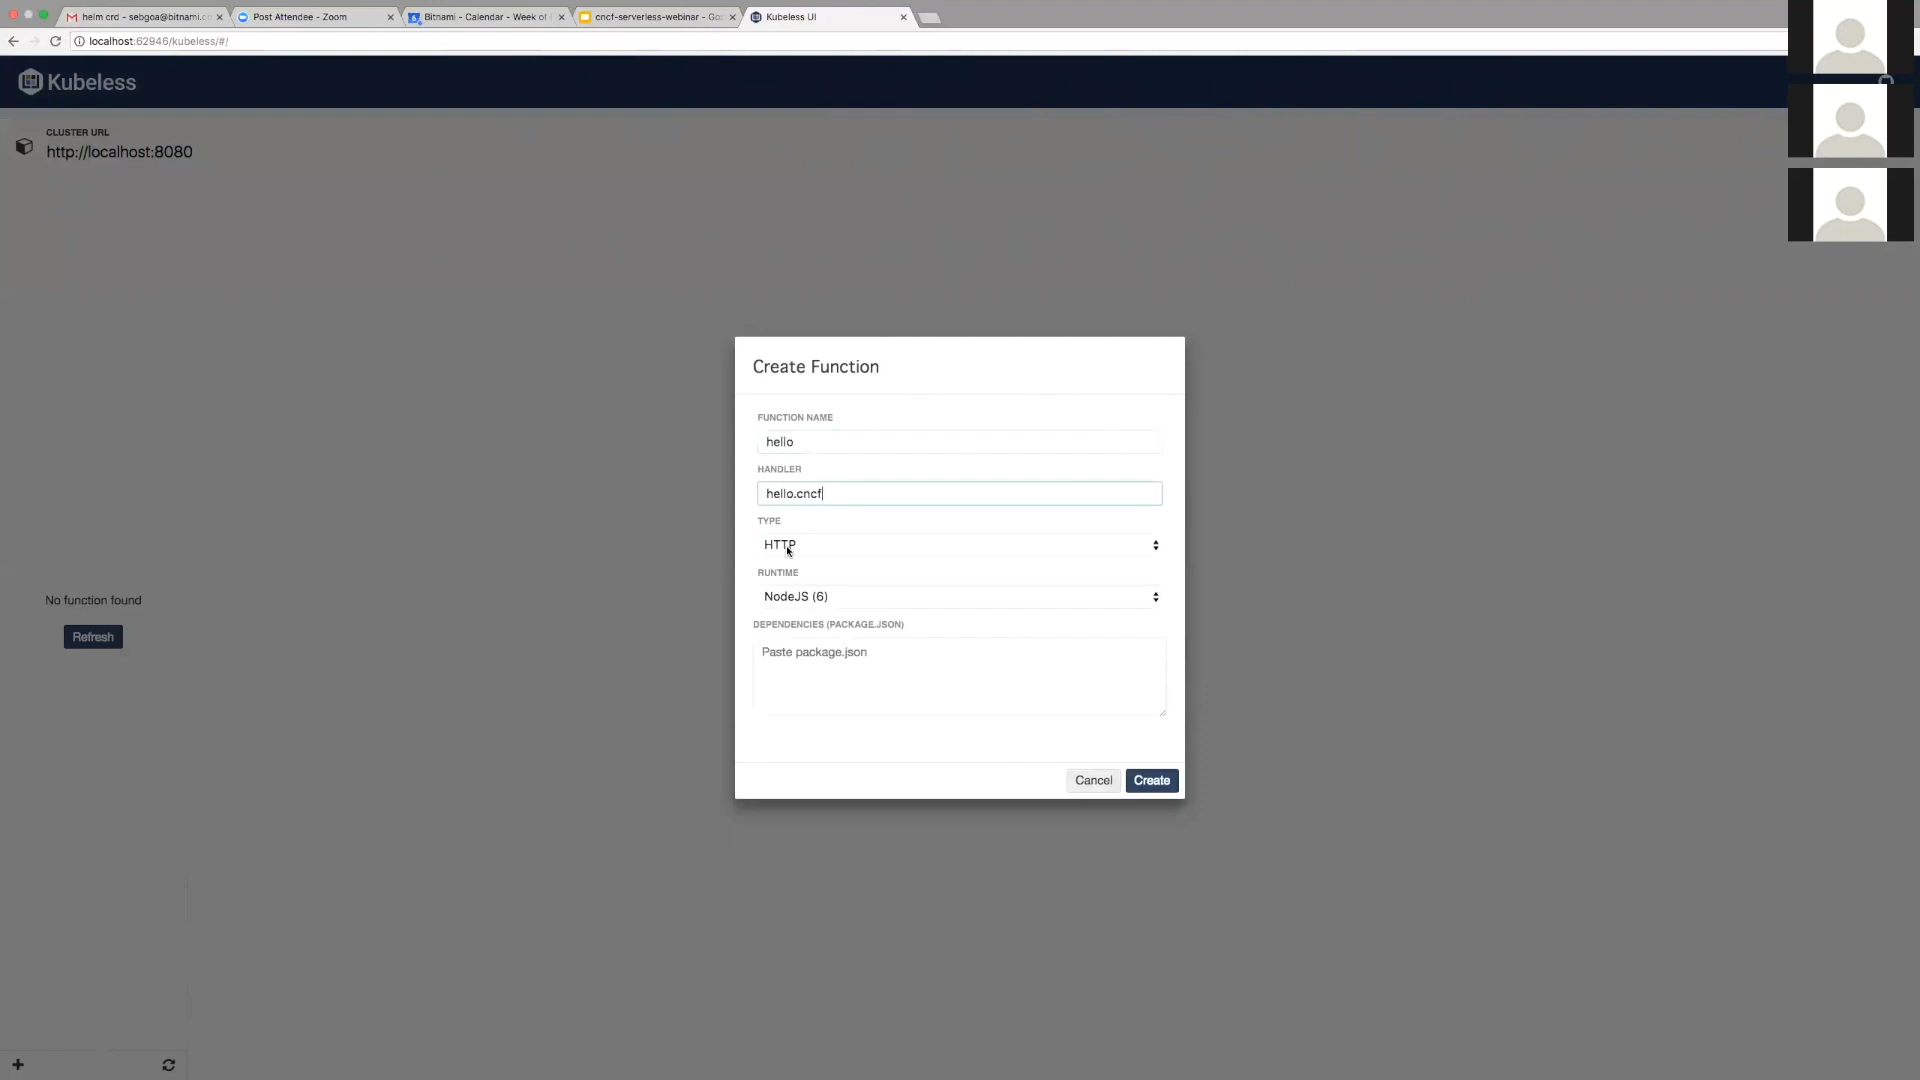 helm crd - sebgoa@bitnami.c
Post Attendee - Zoom
Bitnami - Calendar - Week of
cncf-serverless-webinar - Go
Kubeless UI
localhost:62946/kubeless/#/
Kubeless
CLUSTER URL
http://localhost:8080
Create Function
FUNCTION NAME
hello
HANDLER
hello.cncf
TYPE
HTTP
RUNTIME
NodeJS (6)
DEPENDENCIES (PACKAGE.JSON)
Paste package.json
No function found
Refresh
Cancel
Create